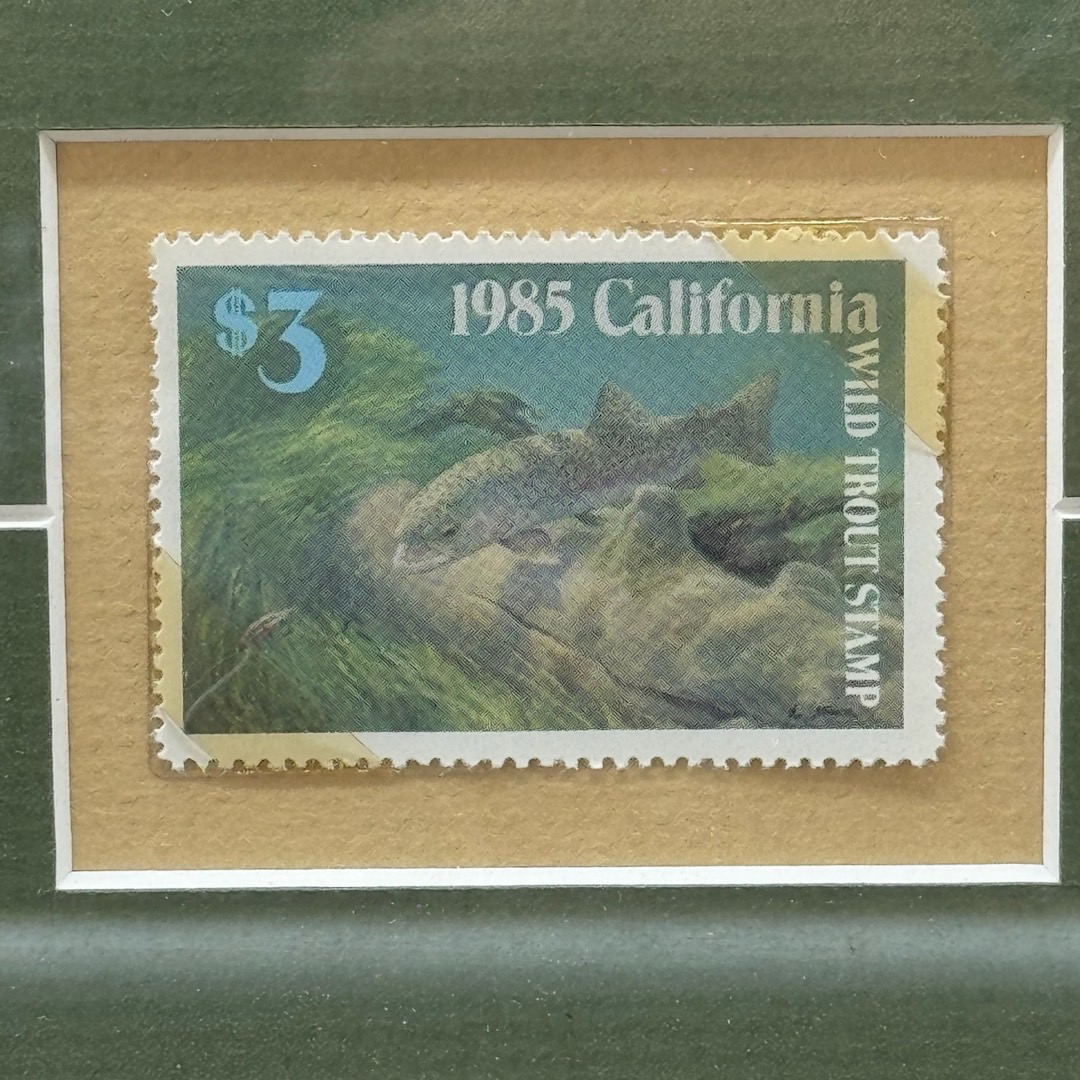 $3
1985 California
WILD TROUT STAMP